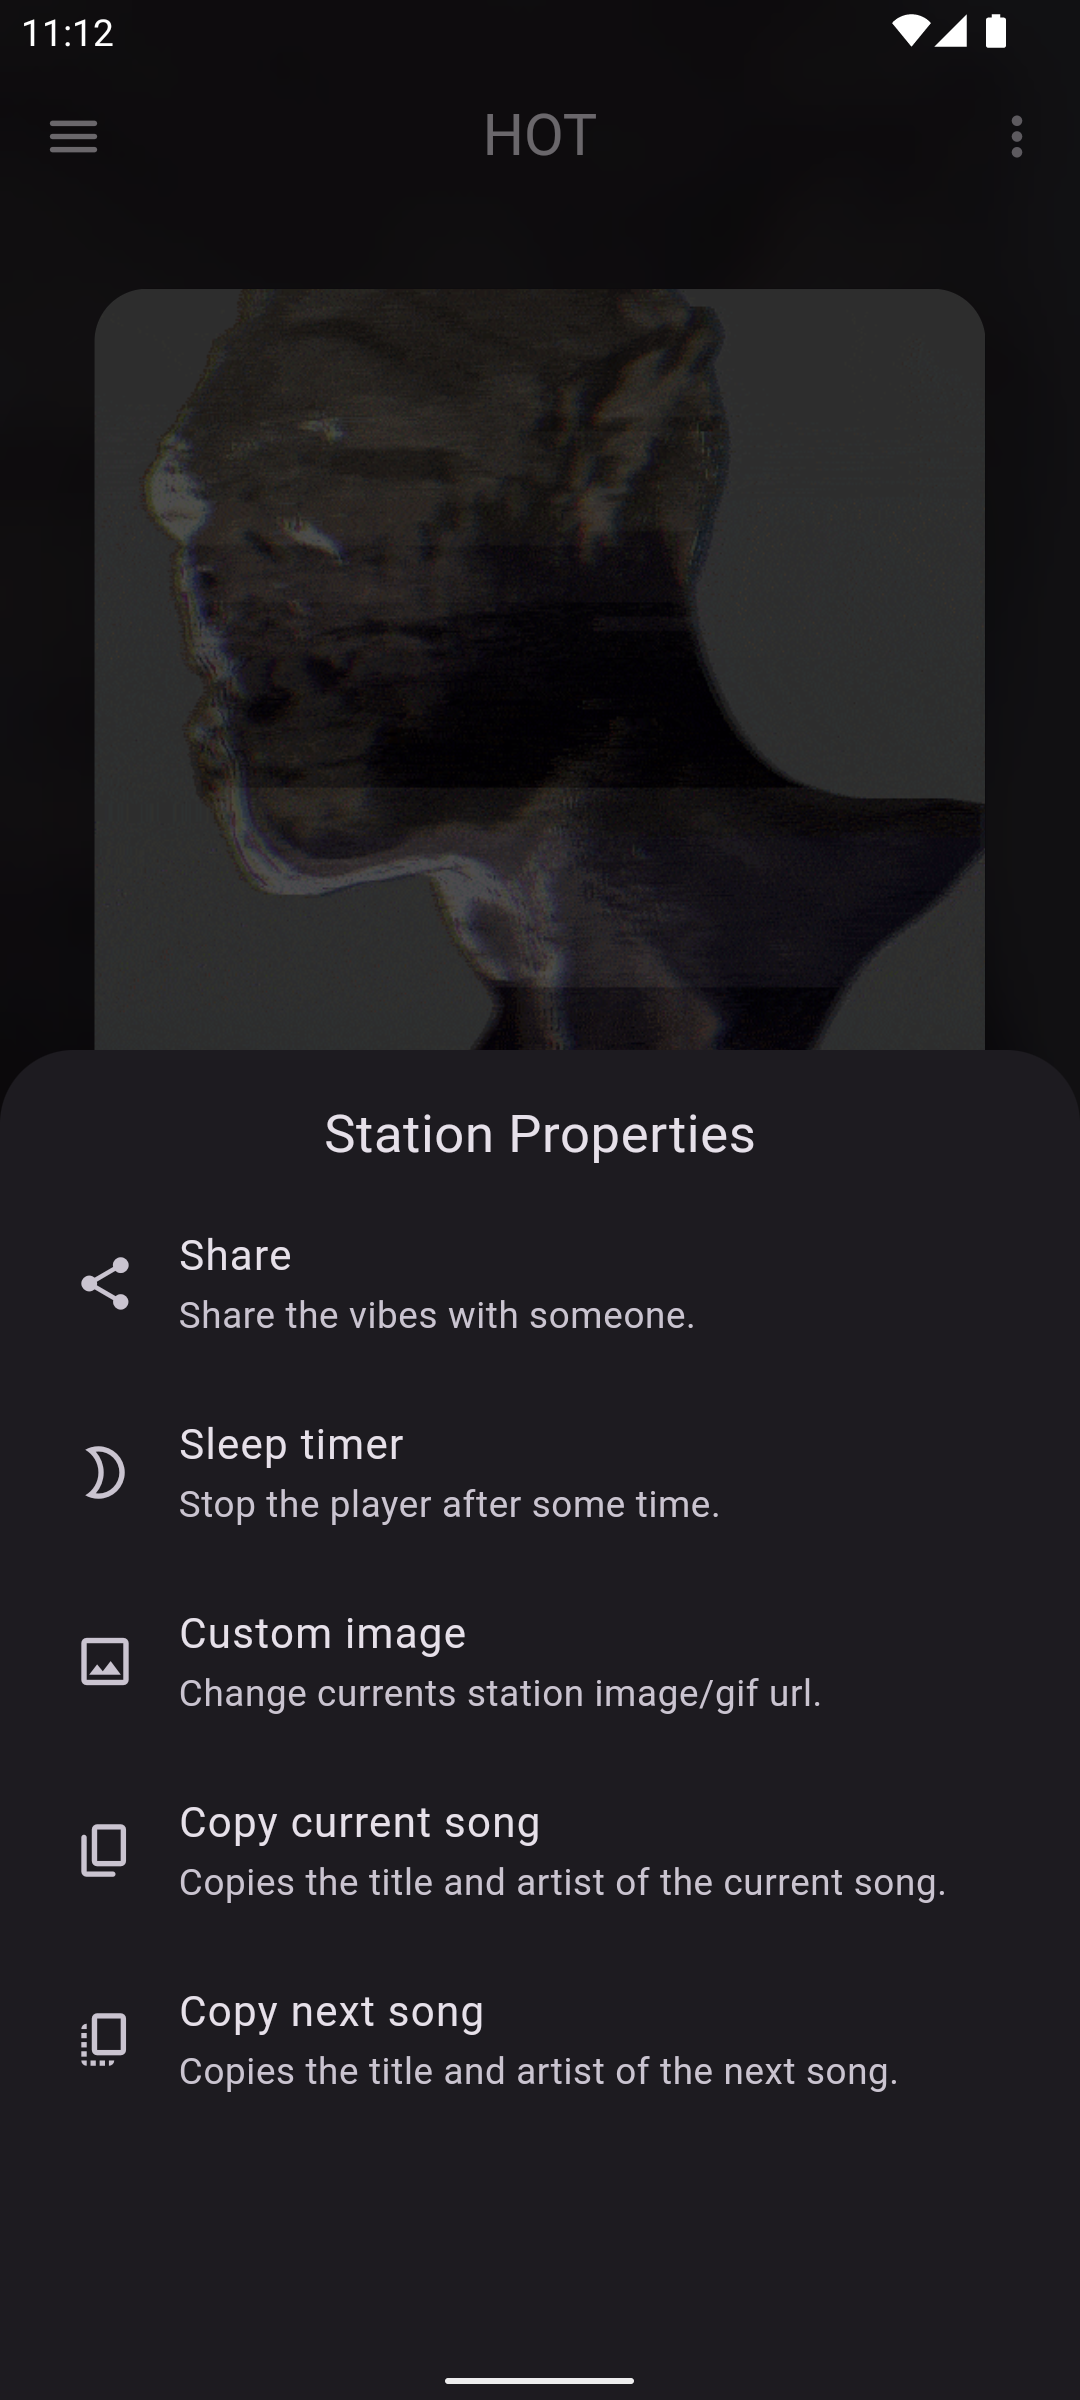 11:12
HOT
Station Properties
Share
Share the vibes with someone.
Sleep timer
Stop the player after some time.
Custom image
Change currents station image/gif url.
Copy current song
Copies the title and artist of the current song.
Copy next song
Copies the title and artist of the next song.